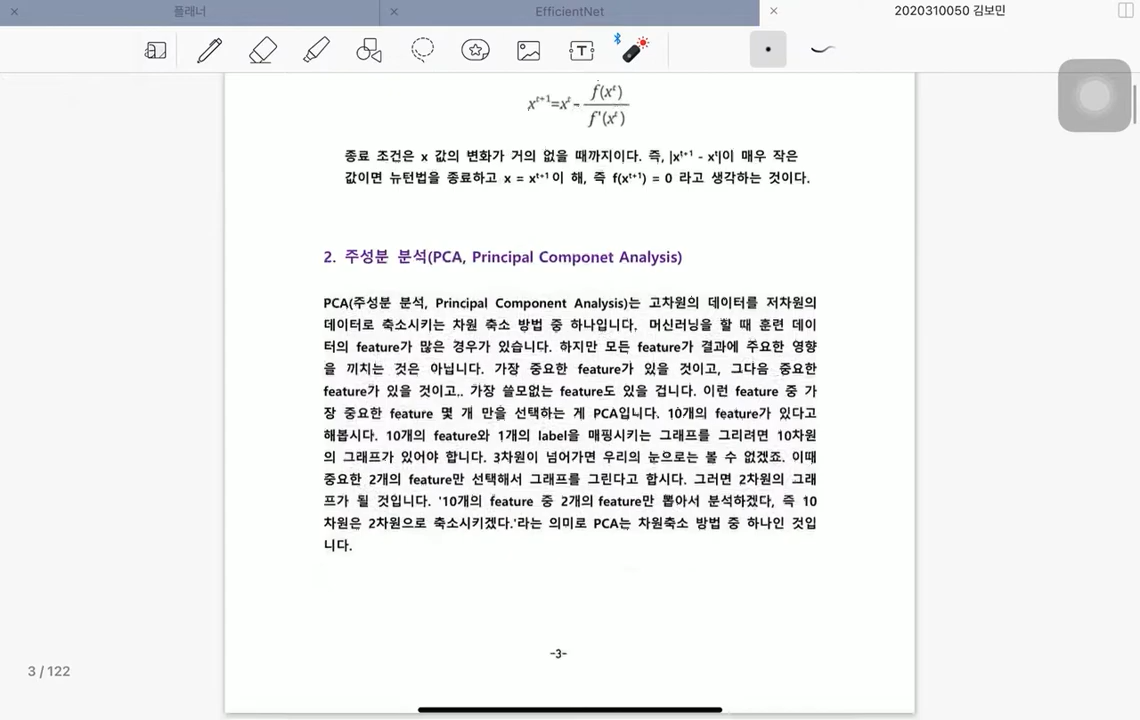 플래너
EfficientNet
2020310050 김보민
x^{t+1}=x^t - f(x^t) / f'(x^t)
종료 조건은 x 값의 변화가 거의 없을 때까지이다. 즉, |x^{t+1} - x^t|이 매우 작은
값이면 뉴턴법을 종료하고 x = x^{t+1} 이 해, 즉 f(x^{t+1}) = 0 라고 생각하는 것이다.
2. 주성분 분석(PCA, Principal Componet Analysis)
PCA(주성분 분석, Principal Component Analysis)는 고차원의 데이터를 저차원의
데이터로 축소시키는 차원 축소 방법 중 하나입니다. 머신러닝을 할 때 훈련 데이
터의 feature가 많은 경우가 있습니다. 하지만 모든 feature가 결과에 주요한 영향
을 끼치는 것은 아닙니다. 가장 중요한 feature가 있을 것이고, 그다음 중요한
feature가 있을 것이고.. 가장 쓸모없는 feature도 있을 겁니다. 이런 feature 중 가
장 중요한 feature 몇 개 만을 선택하는 게 PCA입니다. 10개의 feature가 있다고
해봅시다. 10개의 feature와 1개의 label을 매핑시키는 그래프를 그리려면 10차원
의 그래프가 있어야 합니다. 3차원이 넘어가면 우리의 눈으로는 볼 수 없겠죠. 이때
중요한 2개의 feature만 선택해서 그래프를 그린다고 합시다. 그러면 2차원의 그래
프가 될 것입니다. '10개의 feature 중 2개의 feature만 뽑아서 분석하겠다, 즉 10
차원은 2차원으로 축소시키겠다.'라는 의미로 PCA는 차원축소 방법 중 하나인 것입
니다.
-3-
3 / 122